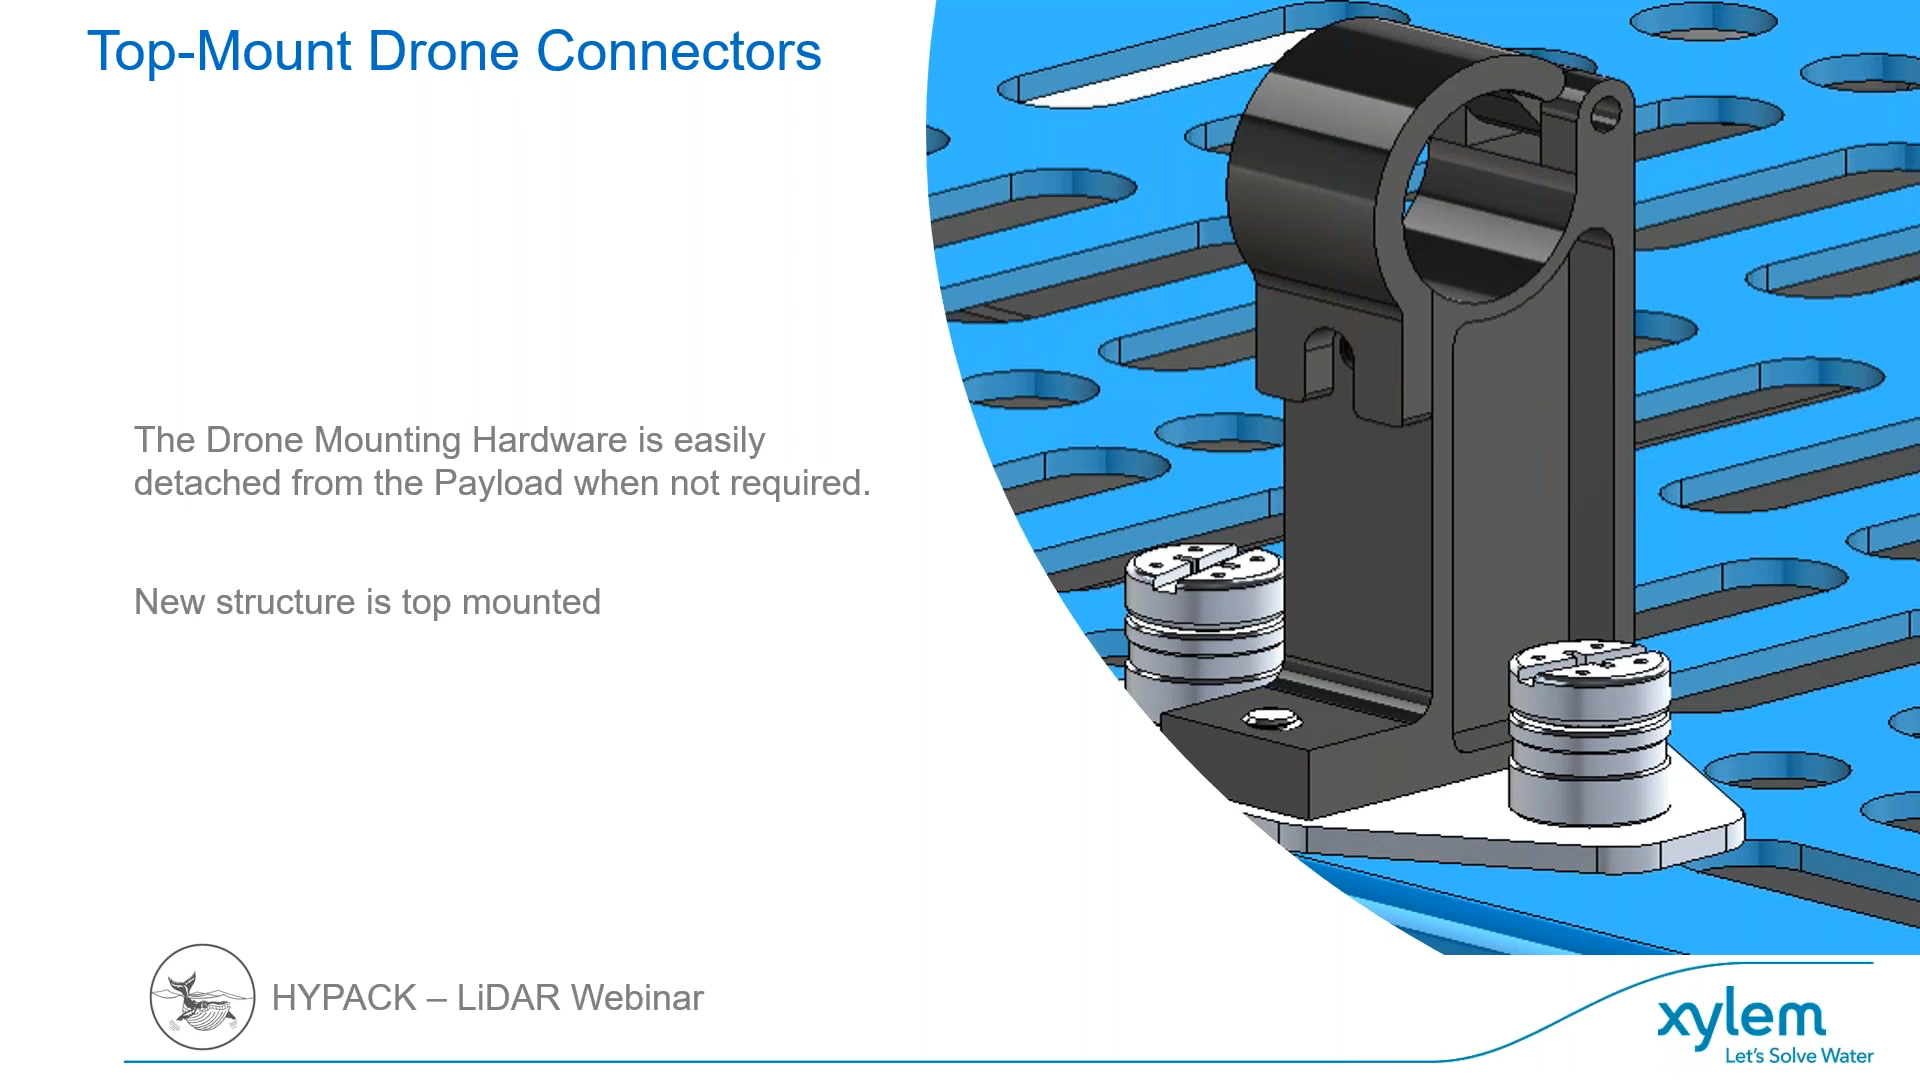 Top-Mount Drone Connectors
The Drone Mounting Hardware is easily
detached from the Payload when not required.
New structure is top mounted
HYPACK – LiDAR Webinar
xylem
Let's Solve Water